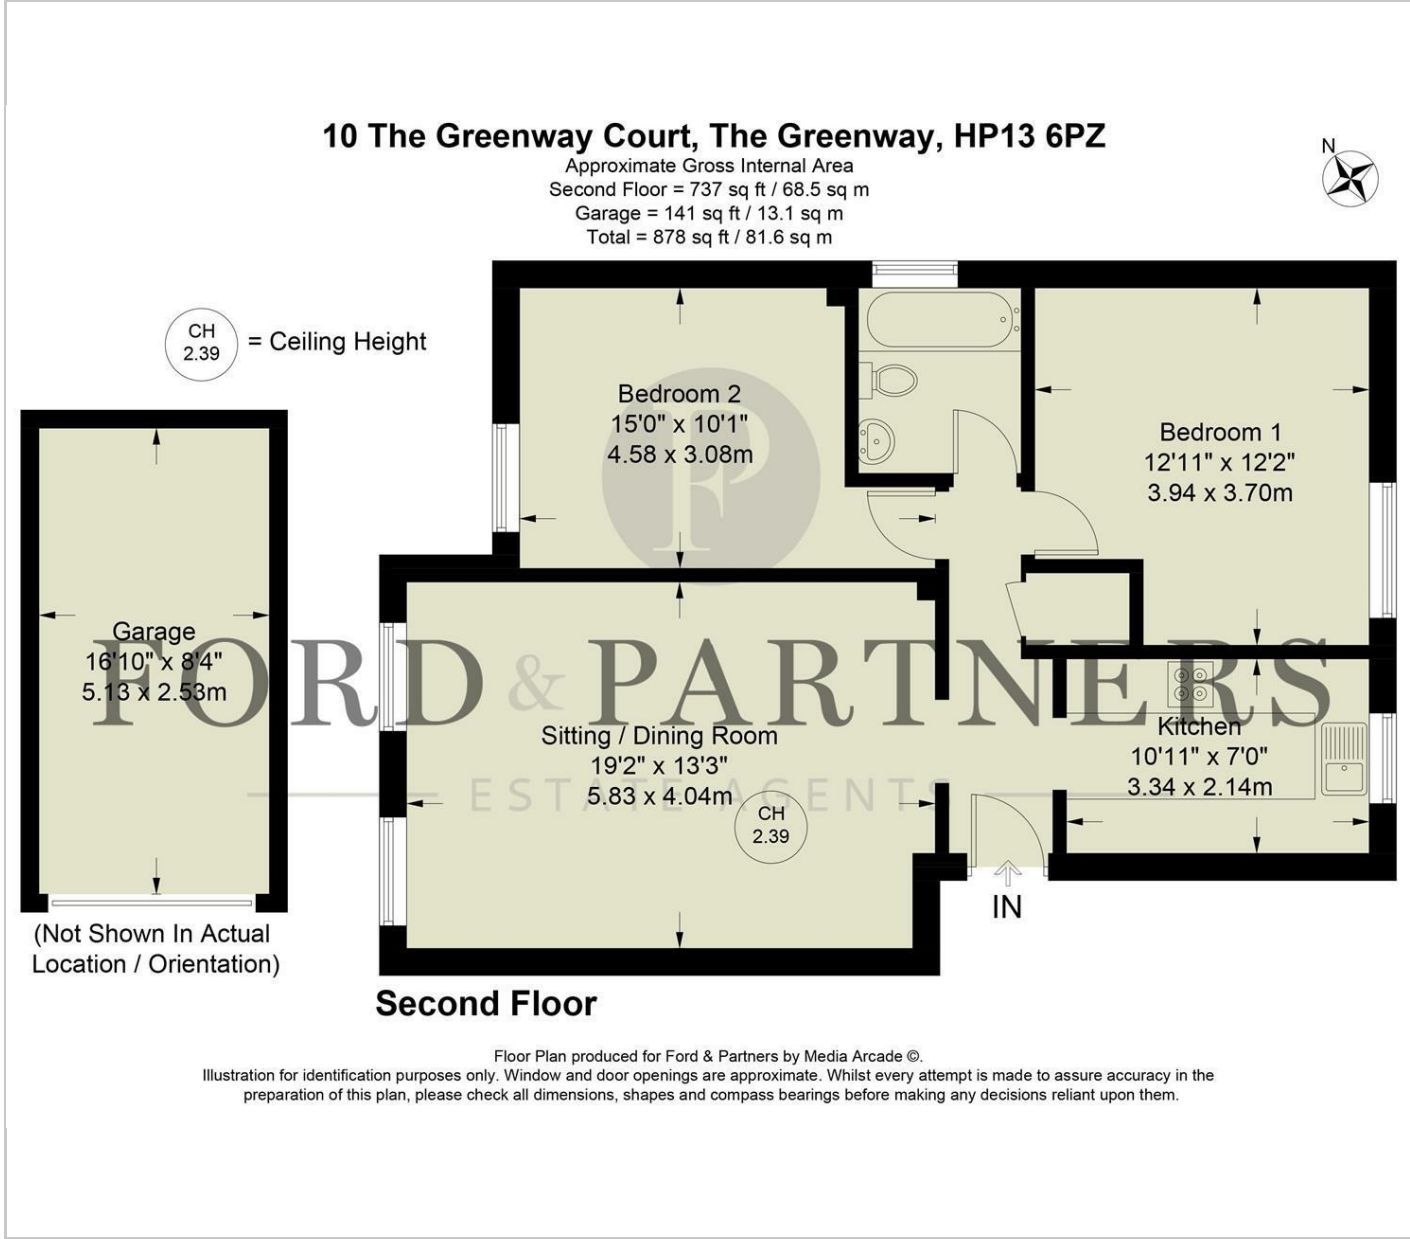 10 The Greenway Court, The Greenway, HP13 6PZ
Approximate Gross Internal Area
Second Floor = 737 sq ft / 68.5 sq m
Garage = 141 sq ft / 13.1 sq m
Total = 878 sq ft / 81.6 sq m
N
CH
2.39
= Ceiling Height
Bedroom 2
15'0" x 10'1"
4.58 x 3.08m
Bedroom 1
12'11" x 12'2"
3.94 x 3.70m
Garage
16'10" x 8'4"
5.13 x 2.53m
FORD & PARTNERS
ESTATE AGENTS
Sitting / Dining Room
19'2" x 13'3"
5.83 x 4.04m
CH
2.39
Kitchen
10'11" x 7'0"
3.34 x 2.14m
IN
(Not Shown In Actual
Location / Orientation)
Second Floor
Floor Plan produced for Ford & Partners by Media Arcade ©.
Illustration for identification purposes only. Window and door openings are approximate. Whilst every attempt is made to assure accuracy in the
preparation of this plan, please check all dimensions, shapes and compass bearings before making any decisions reliant upon them.